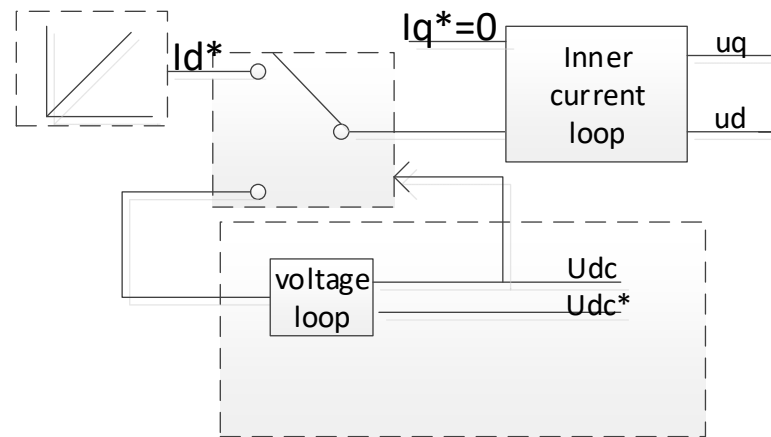 Id*
Iq*=0
Inner
current
loop
uq
ud
voltage
loop
Udc
Udc*